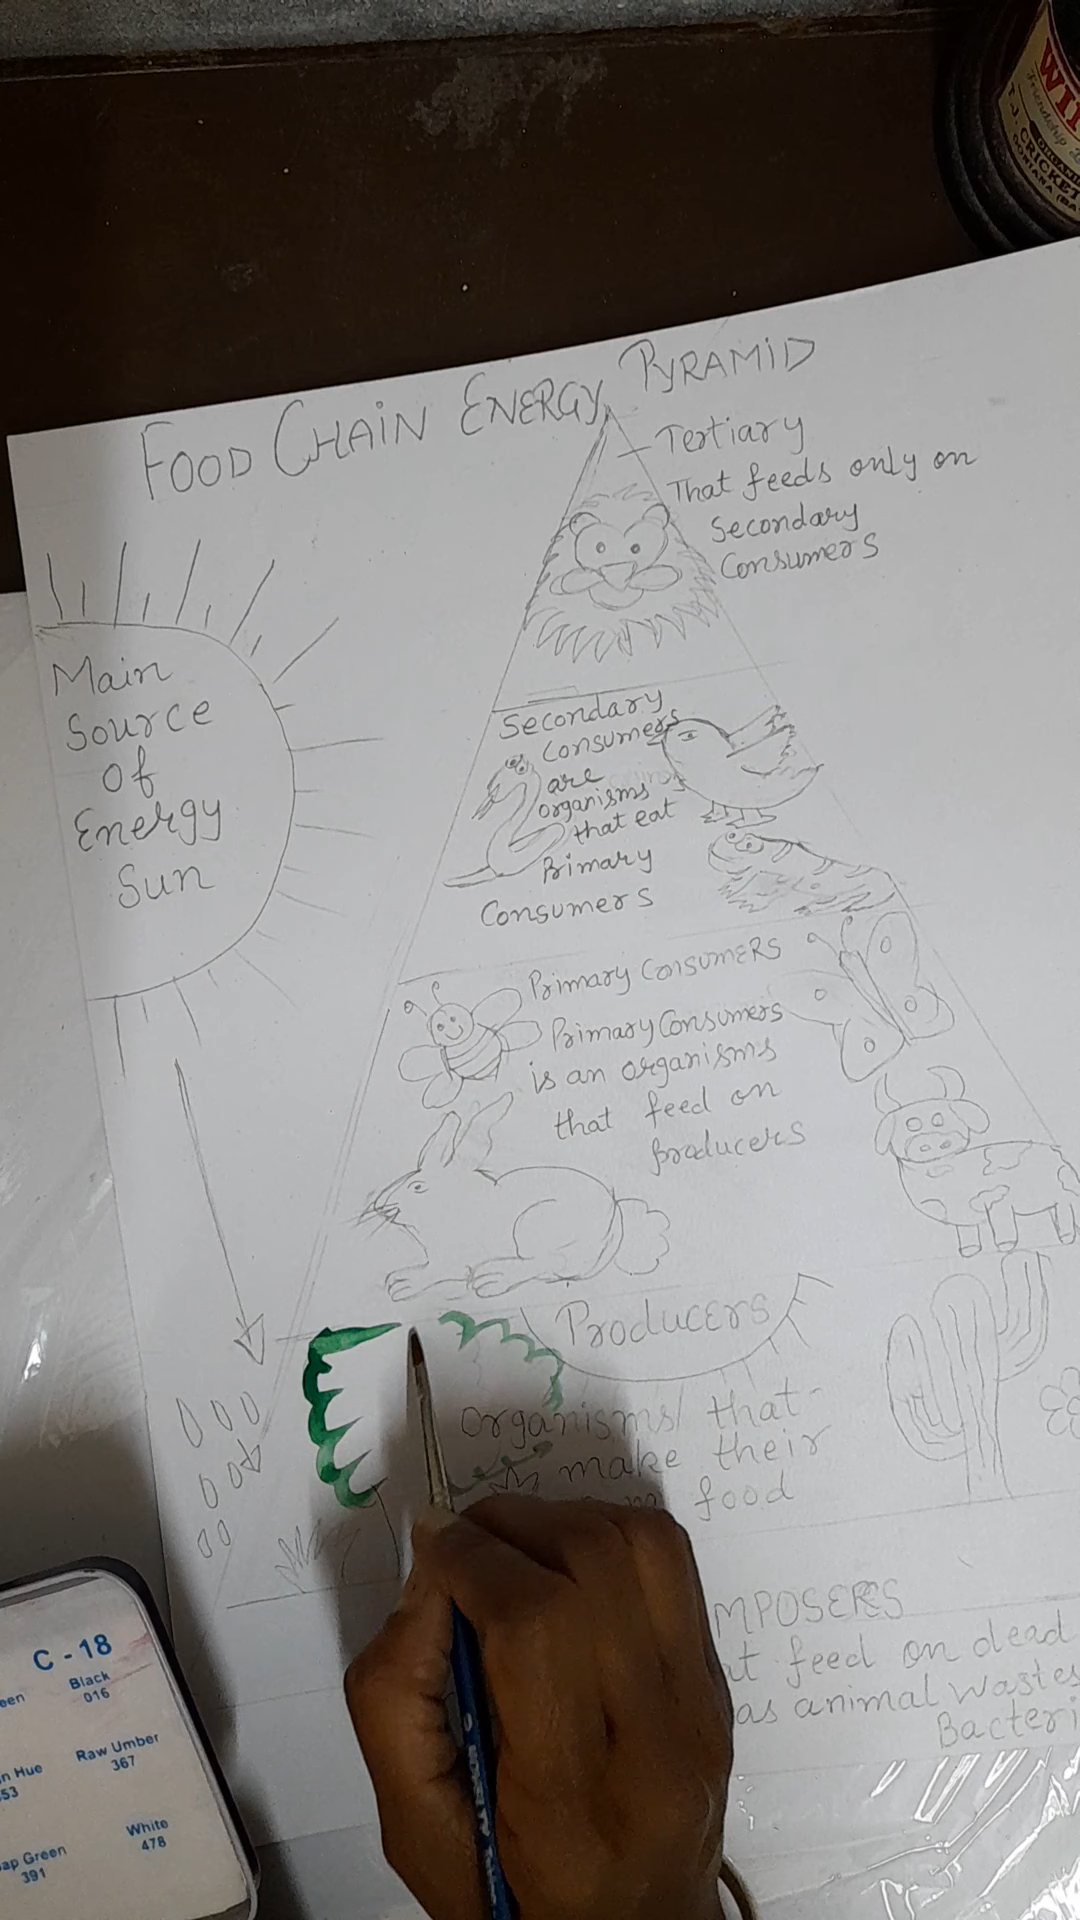 FOOD CHAIN ENERGY PYRAMID
Tertiary
That feeds only on
Secondary
Consumers
Main
Source
Of
Energy
Sun
Secondary
Consumers
are
organisms
that eat
Primary
Consumers
Primary Consumers
Primary Consumers
is an organisms
that feed on
Producers
Producers
Organisms that
make their
food
MPOSERS
feed on dead
as animal wastes
Bacteri
C - 18
Black
016
Raw Umber
367
Hue
53
White
478
ap Green
391
WI
Friendship
T.J.
CRICKET